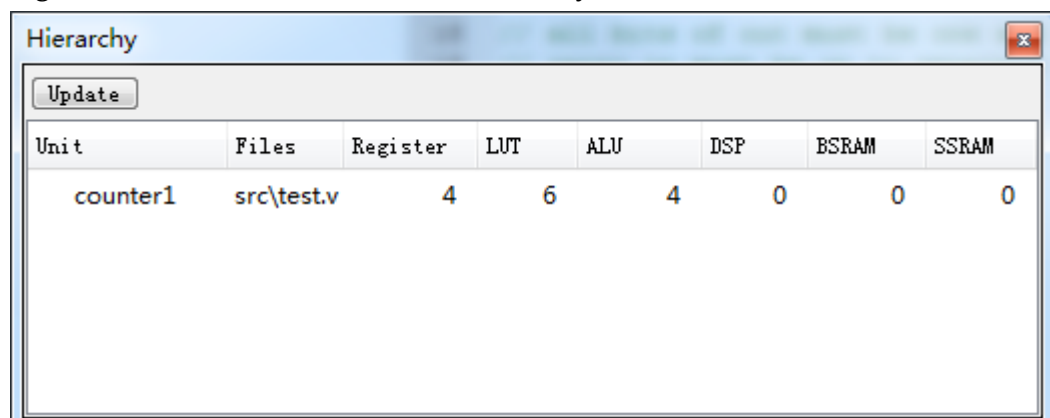 Hierarchy
Update
Unit Files Register LUT ALU DSP BSRAM SSRAM
counter1 src\test.v 4 6 4 0 0 0